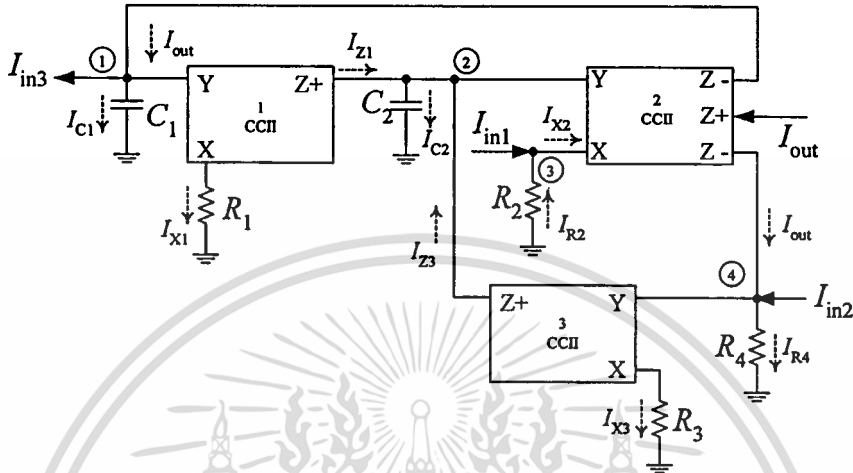 I_in3
①
I_out
I_C1
C_1
Y
1
CCII
Z+
X
I_X1
R_1
I_Z1
②
C_2
I_C2
I_in1
I_X2
③
R_2
I_R2
Y
2
CCII
X
Z -
Z+
Z -
I_out
I_out
I_Z3
④
I_in2
Z+
3
CCII
Y
X
R_4
I_R4
I_X3
R_3